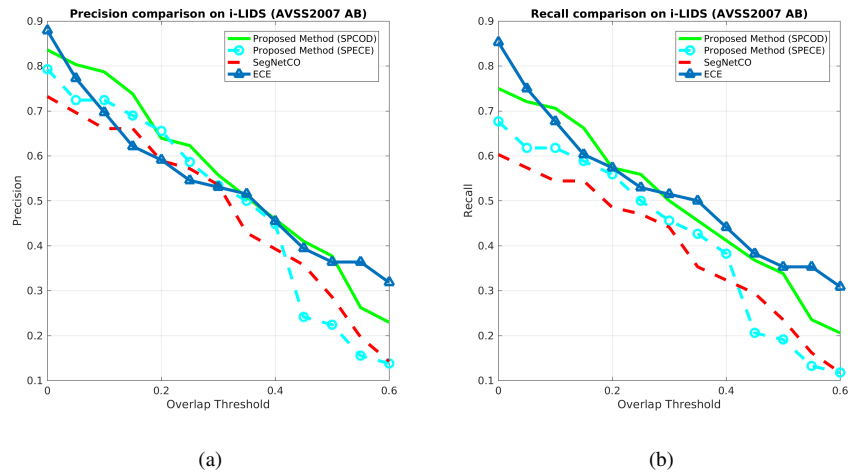 Precision comparison on i-LIDS (AVSS2007 AB)
0.9
0.8
0.7
0.6
0.5
0.4
0.3
0.2
0.1
Precision
0
0.2
0.4
0.6
Overlap Threshold
Proposed Method (SPCOD)
Proposed Method (SPECE)
SegNetCO
ECE
(a)
Recall comparison on i-LIDS (AVSS2007 AB)
0.9
0.8
0.7
0.6
0.5
0.4
0.3
0.2
0.1
Recall
0
0.2
0.4
0.6
Overlap Threshold
Proposed Method (SPCOD)
Proposed Method (SPECE)
SegNetCO
ECE
(b)